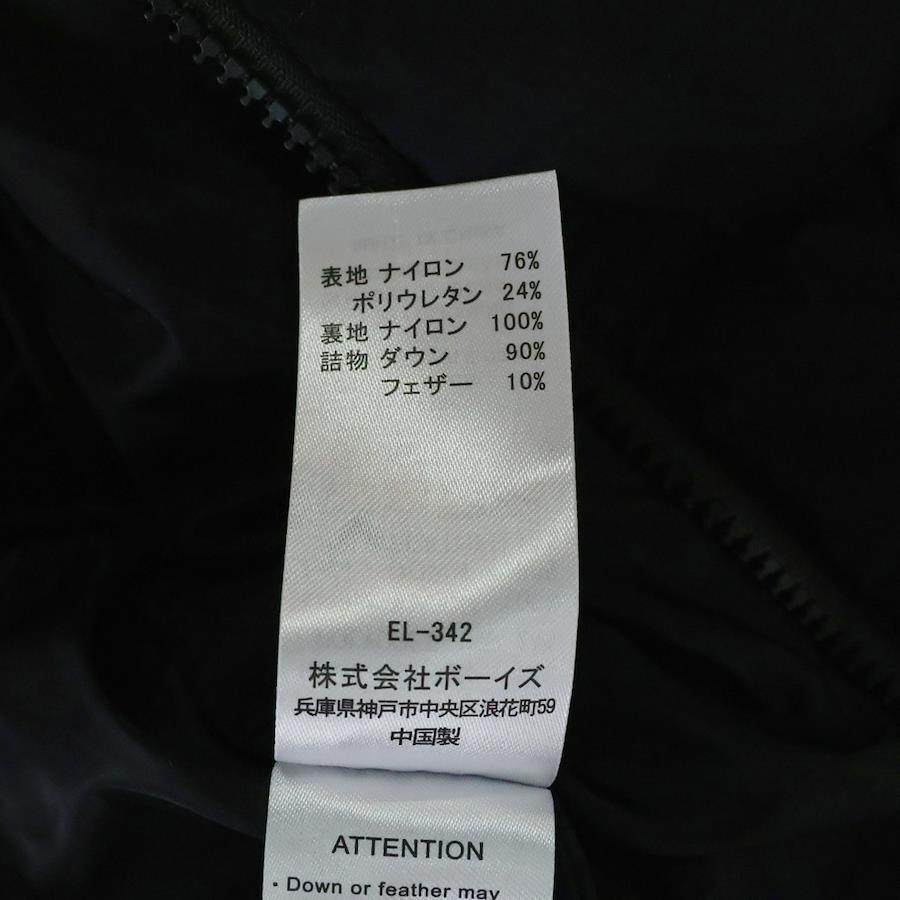 表地 ナイロン 76%
ポリウレタン 24%
裏地 ナイロン 100%
詰物 ダウン 90%
フェザー 10%
EL-342
株式会社ボーイズ
兵庫県神戸市中央区浪花町59
中国製
ATTENTION
・Down or feather may